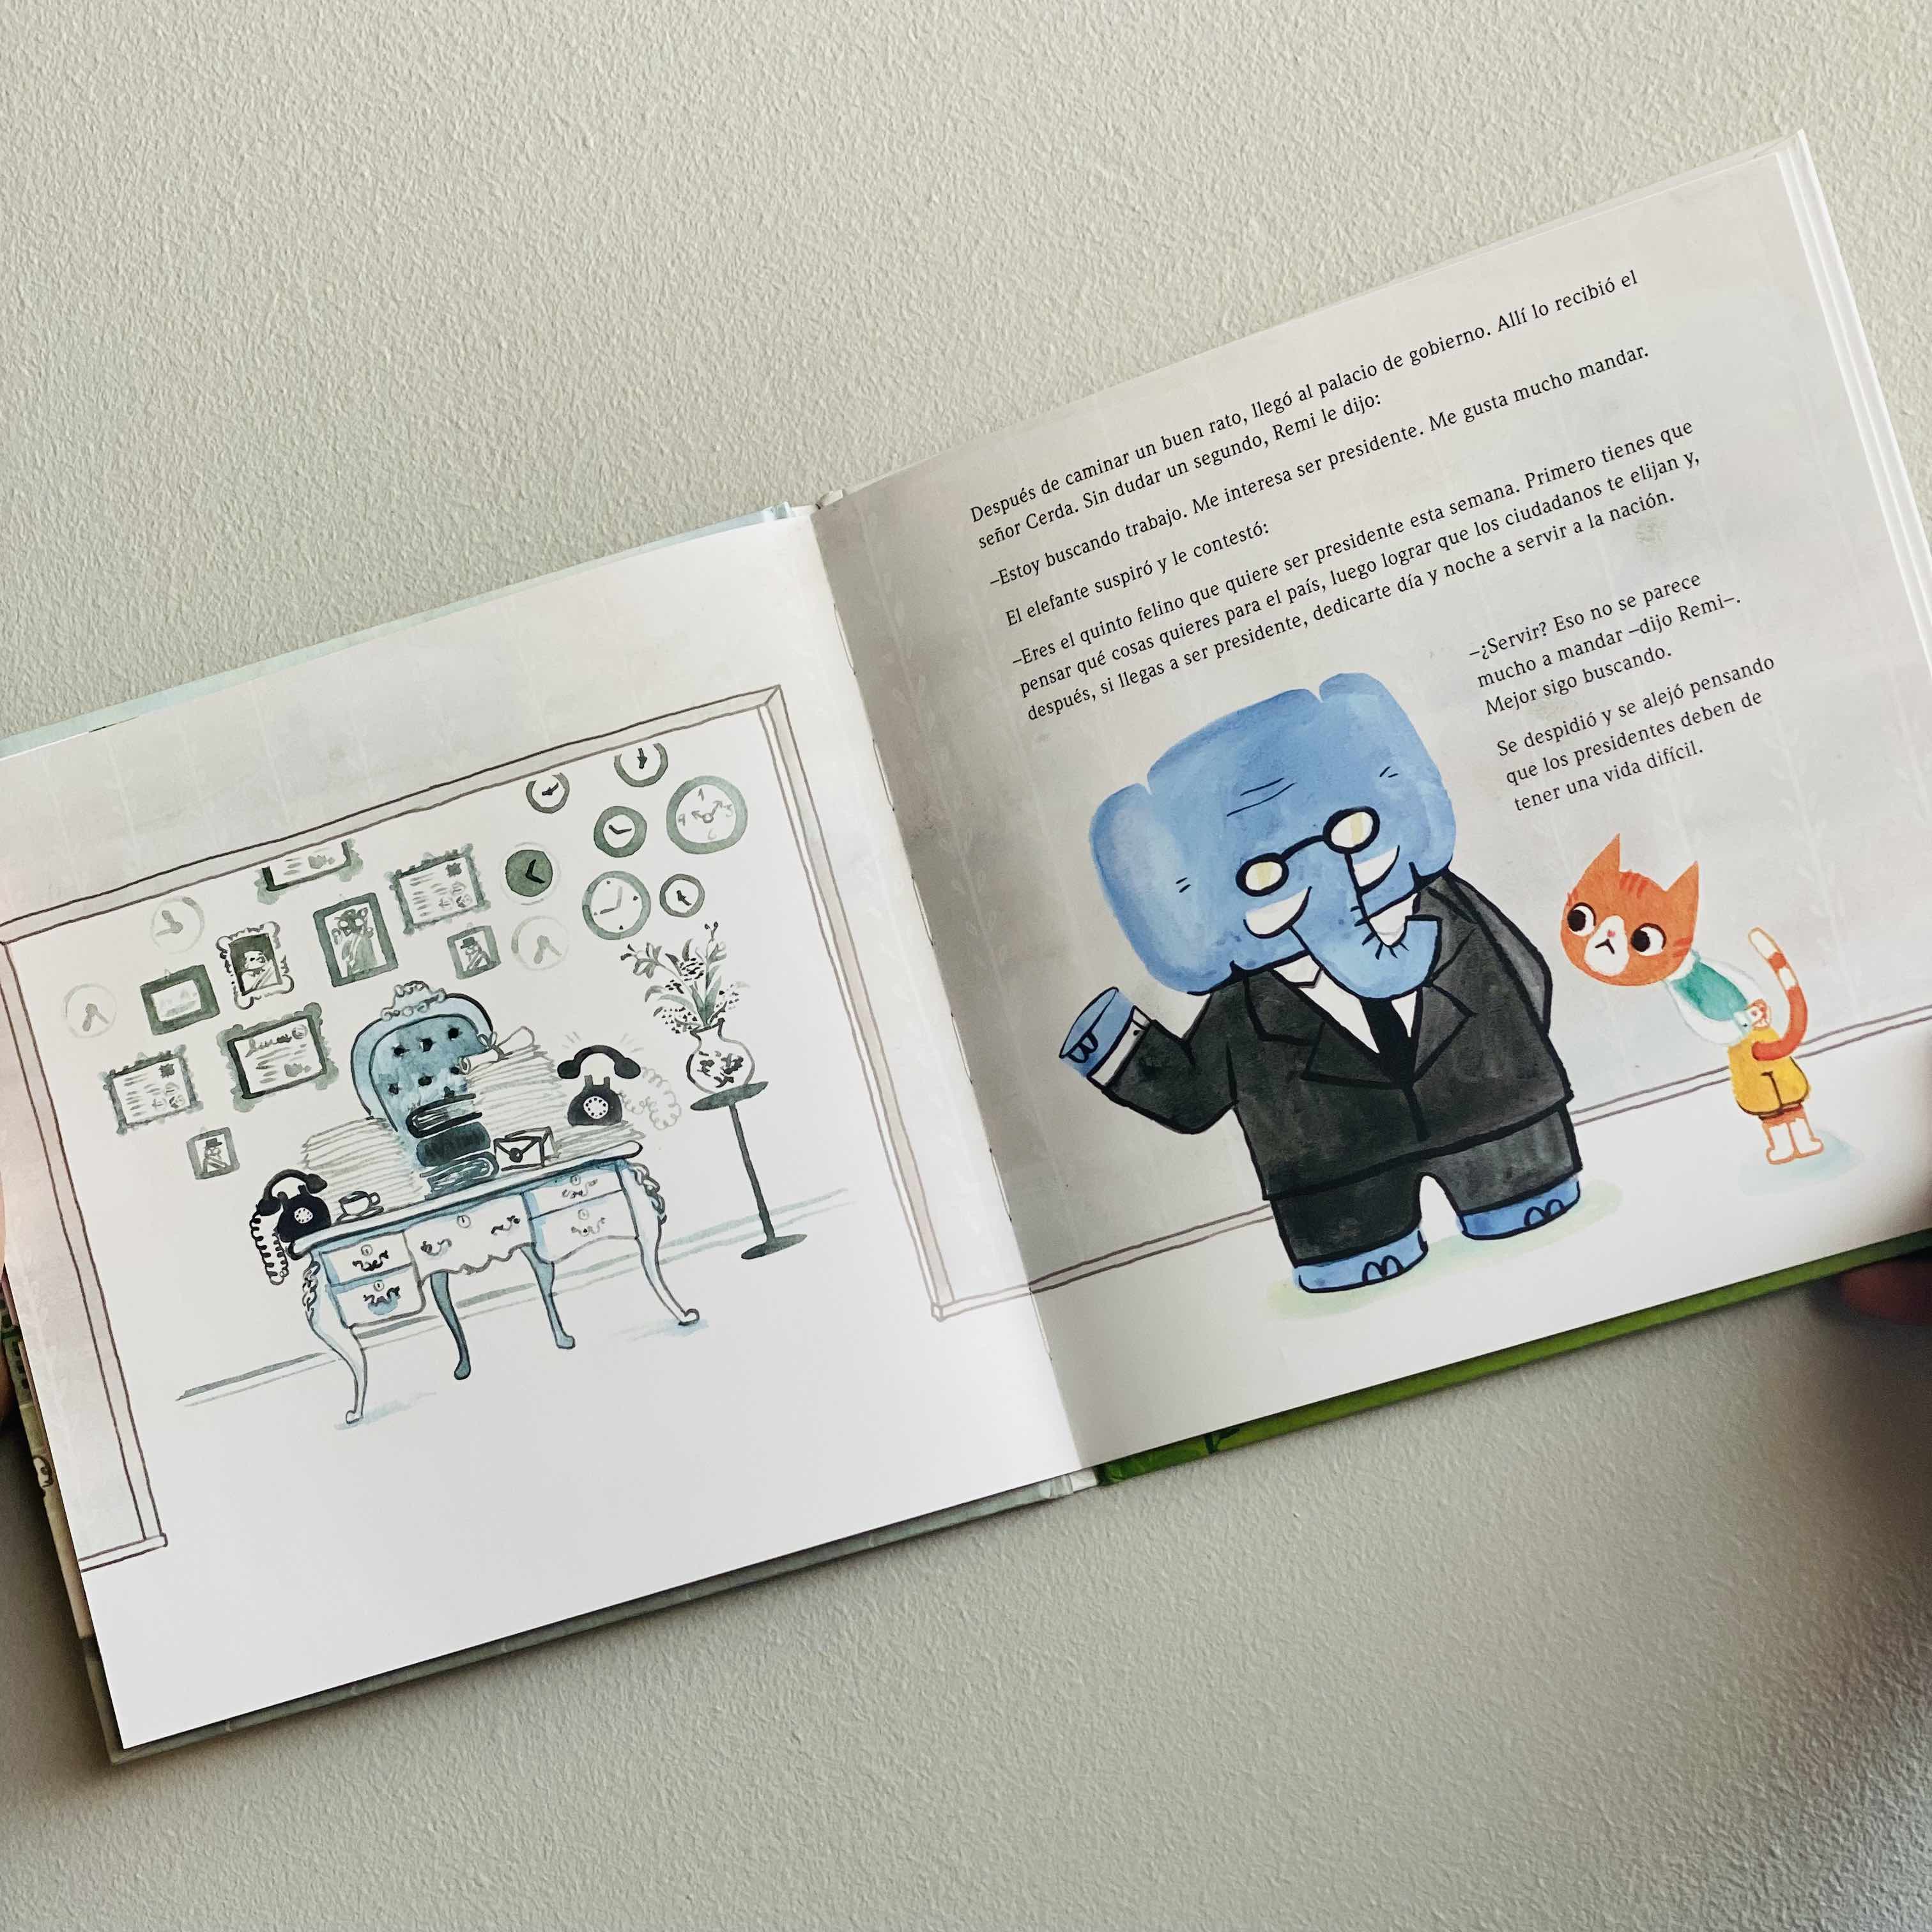 Después de caminar un buen rato, llegó al palacio de gobierno. Allí lo recibió el
señor Cerda. Sin dudar un segundo, Remi le dijo:
–Estoy buscando trabajo. Me interesa ser presidente. Me gusta mucho mandar.
El elefante suspiró y le contestó:
–Eres el quinto felino que quiere ser presidente esta semana. Primero tienes que
pensar qué cosas quieres para el país, luego lograr que los ciudadanos te elijan y,
después, si llegas a ser presidente, dedicarte día y noche a servir a la nación.
–¿Servir? Eso no se parece
mucho a mandar –dijo Remi–.
Mejor sigo buscando.
Se despidió y se alejó pensando
que los presidentes deben de
tener una vida difícil.